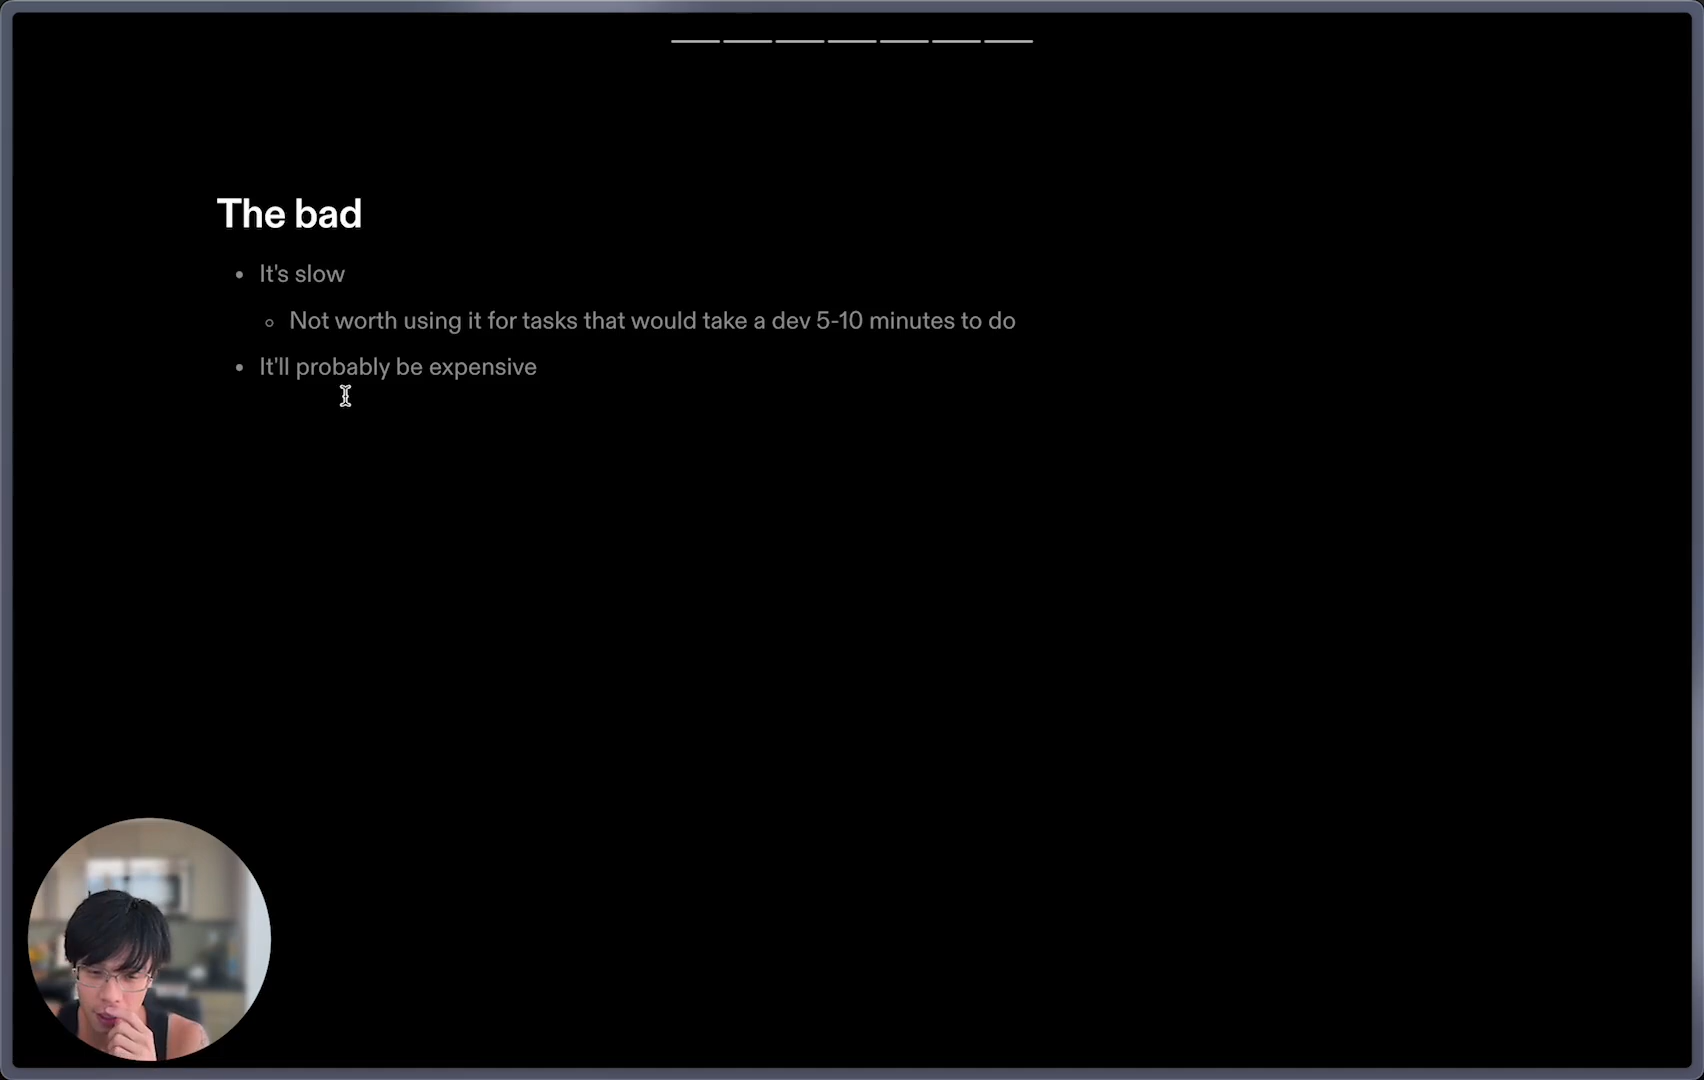 The bad
• It's slow
◦ Not worth using it for tasks that would take a dev 5-10 minutes to do
• It'll probably be expensive